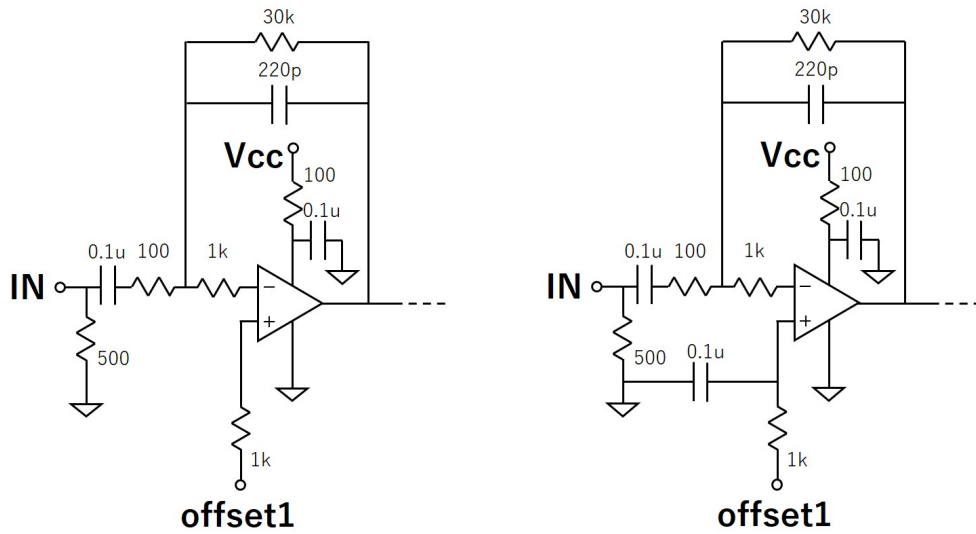 30k
220p
Vcc
100
0.1u
0.1u
100
1k
IN
−
+
500
1k
offset1
30k
220p
Vcc
100
0.1u
0.1u
100
1k
IN
−
+
500
0.1u
1k
offset1